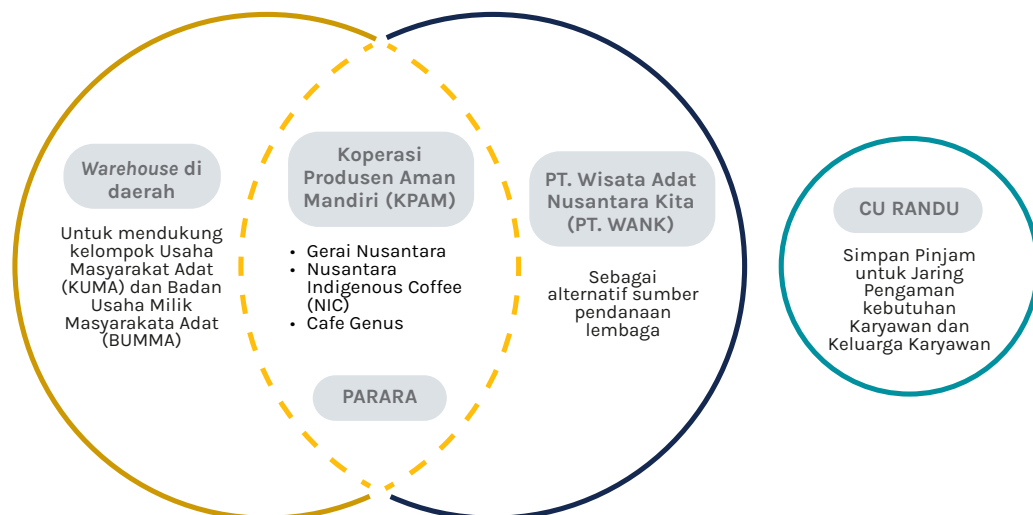 Warehouse di
daerah
Untuk mendukung
kelompok Usaha
Masyarakat Adat
(KUMA) dan Badan
Usaha Milik
Masyarakata Adat
(BUMMA)
Koperasi
Produsen Aman
Mandiri (KPAM)
• Gerai Nusantara
• Nusantara
Indigenous Coffee
(NIC)
• Cafe Genus
PARARA
PT. Wisata Adat
Nusantara Kita
(PT. WANK)
Sebagai
alternatif sumber
pendanaan
lembaga
CU RANDU
Simpan Pinjam
untuk Jaring
Pengaman
kebutuhan
Karyawan dan
Keluarga Karyawan